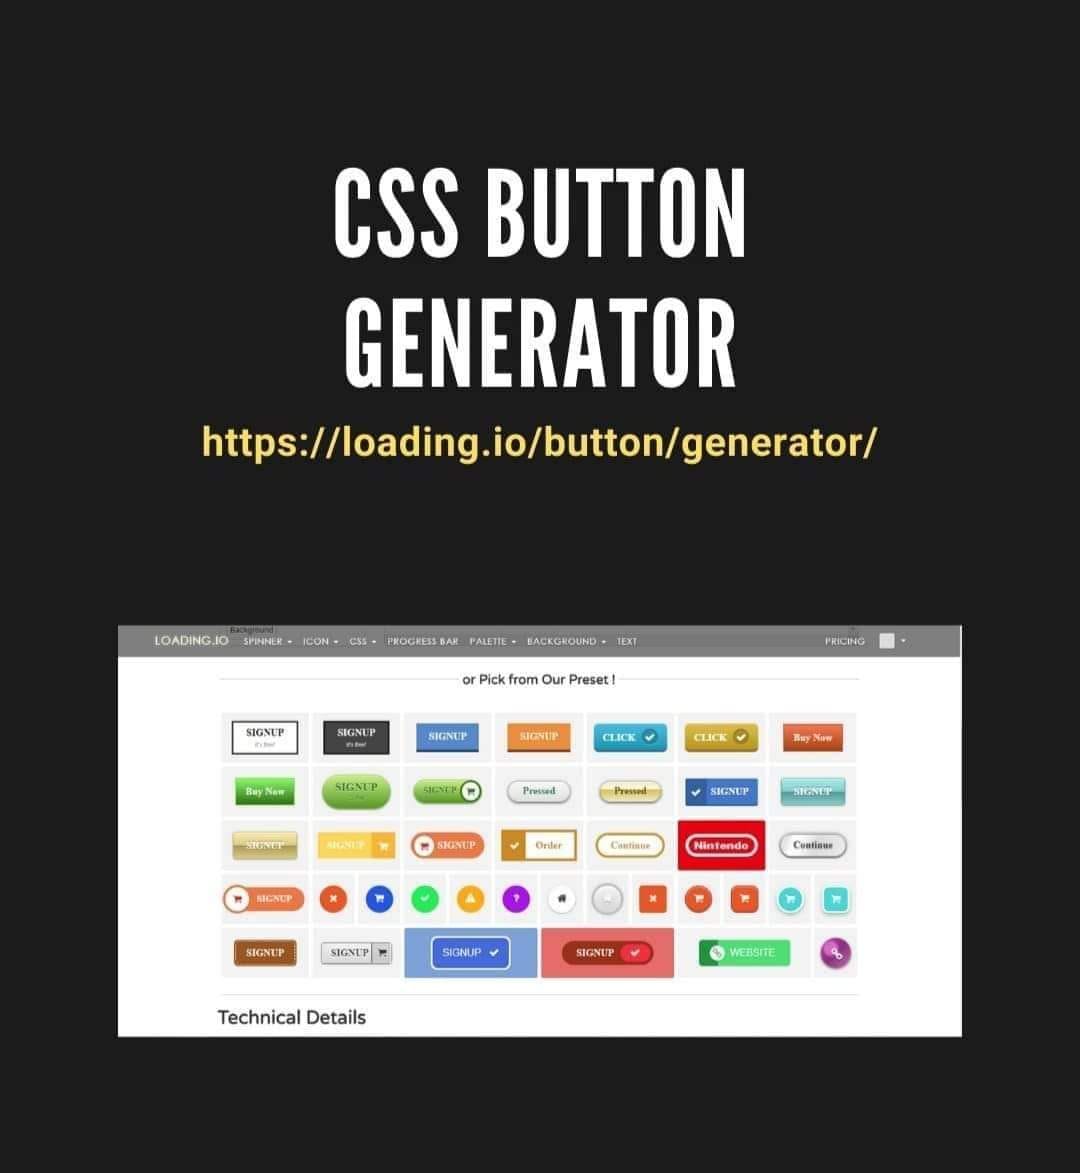 CSS BUTTON
GENERATOR
https://loading.io/button/generator/
Background
LOADING.IO SPINNER ICON CSS PROGRESS BAR PALETTE BACKGROUND TEXT PRICING
or Pick from Our Preset !
SIGNUP SIGNUP SIGNUP SIGNUP CLICK CLICK Buy Now
It's free! It's free!
Buy Now SIGNUP SIGNUP Pressed Pressed SIGNUP SIGNUP
SIGNUP SIGNUP SIGNUP Order Continue Nintendo Continue
SIGNUP ?
SIGNUP SIGNUP SIGNUP SIGNUP WEBSITE
Technical Details